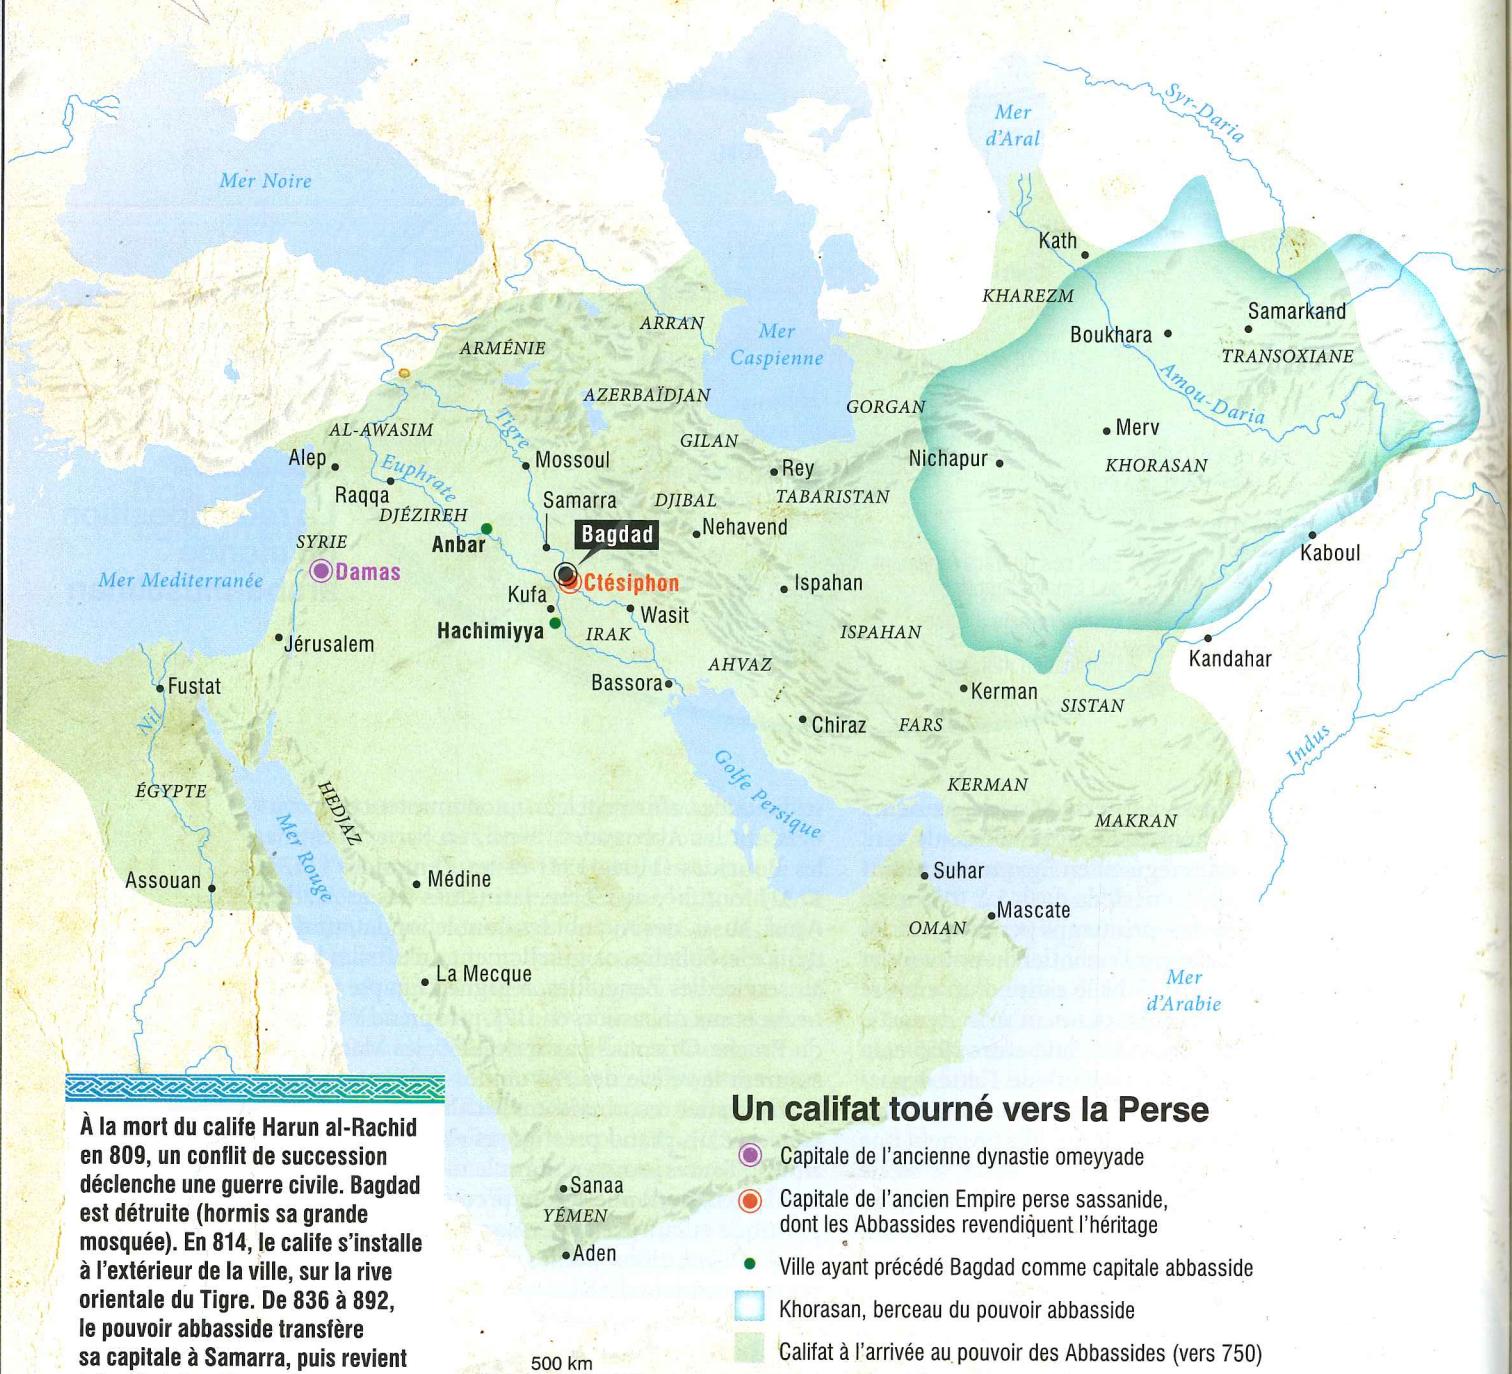 Mer
d'Aral
Syr-Daria
Mer Noire
Kath
KHAREZM
Samarkand
Boukhara
TRANSOXIANE
ARRAN
Mer
Caspienne
ARMÉNIE
AZERBAÏDJAN
Amou-Daria
GORGAN
Tigre
AL-AWASIM
GILAN
Merv
Alep
Euphrate
Mossoul
Rey
Nichapur
KHORASAN
Raqqa
Samarra
DJIBAL
TABARISTAN
DJÉZIREH
Nehavend
Bagdad
SYRIE
Anbar
Kaboul
Mer Mediterranée
Damas
Ctésiphon
Ispahan
Kufa
Wasit
Hachimiyya
IRAK
ISPAHAN
Jérusalem
AHVAZ
Kandahar
Fustat
Bassora
Kerman
SISTAN
Nil
Chiraz
FARS
Golfe Persique
Indus
ÉGYPTE
HEDJAZ
KERMAN
MAKRAN
Mer Rouge
Assouan
Médine
Suhar
Mascate
OMAN
La Mecque
Mer
d'Arabie
Sanaa
YÉMEN
Aden
À la mort du calife Harun al-Rachid
en 809, un conflit de succession
déclenche une guerre civile. Bagdad
est détruite (hormis sa grande
mosquée). En 814, le calife s'installe
à l'extérieur de la ville, sur la rive
orientale du Tigre. De 836 à 892,
le pouvoir abbasside transfère
sa capitale à Samarra, puis revient
500 km
Un califat tourné vers la Perse
Capitale de l'ancienne dynastie omeyyade
Capitale de l'ancien Empire perse sassanide,
dont les Abbassides revendiquent l'héritage
Ville ayant précédé Bagdad comme capitale abbasside
Khorasan, berceau du pouvoir abbasside
Califat à l'arrivée au pouvoir des Abbassides (vers 750)